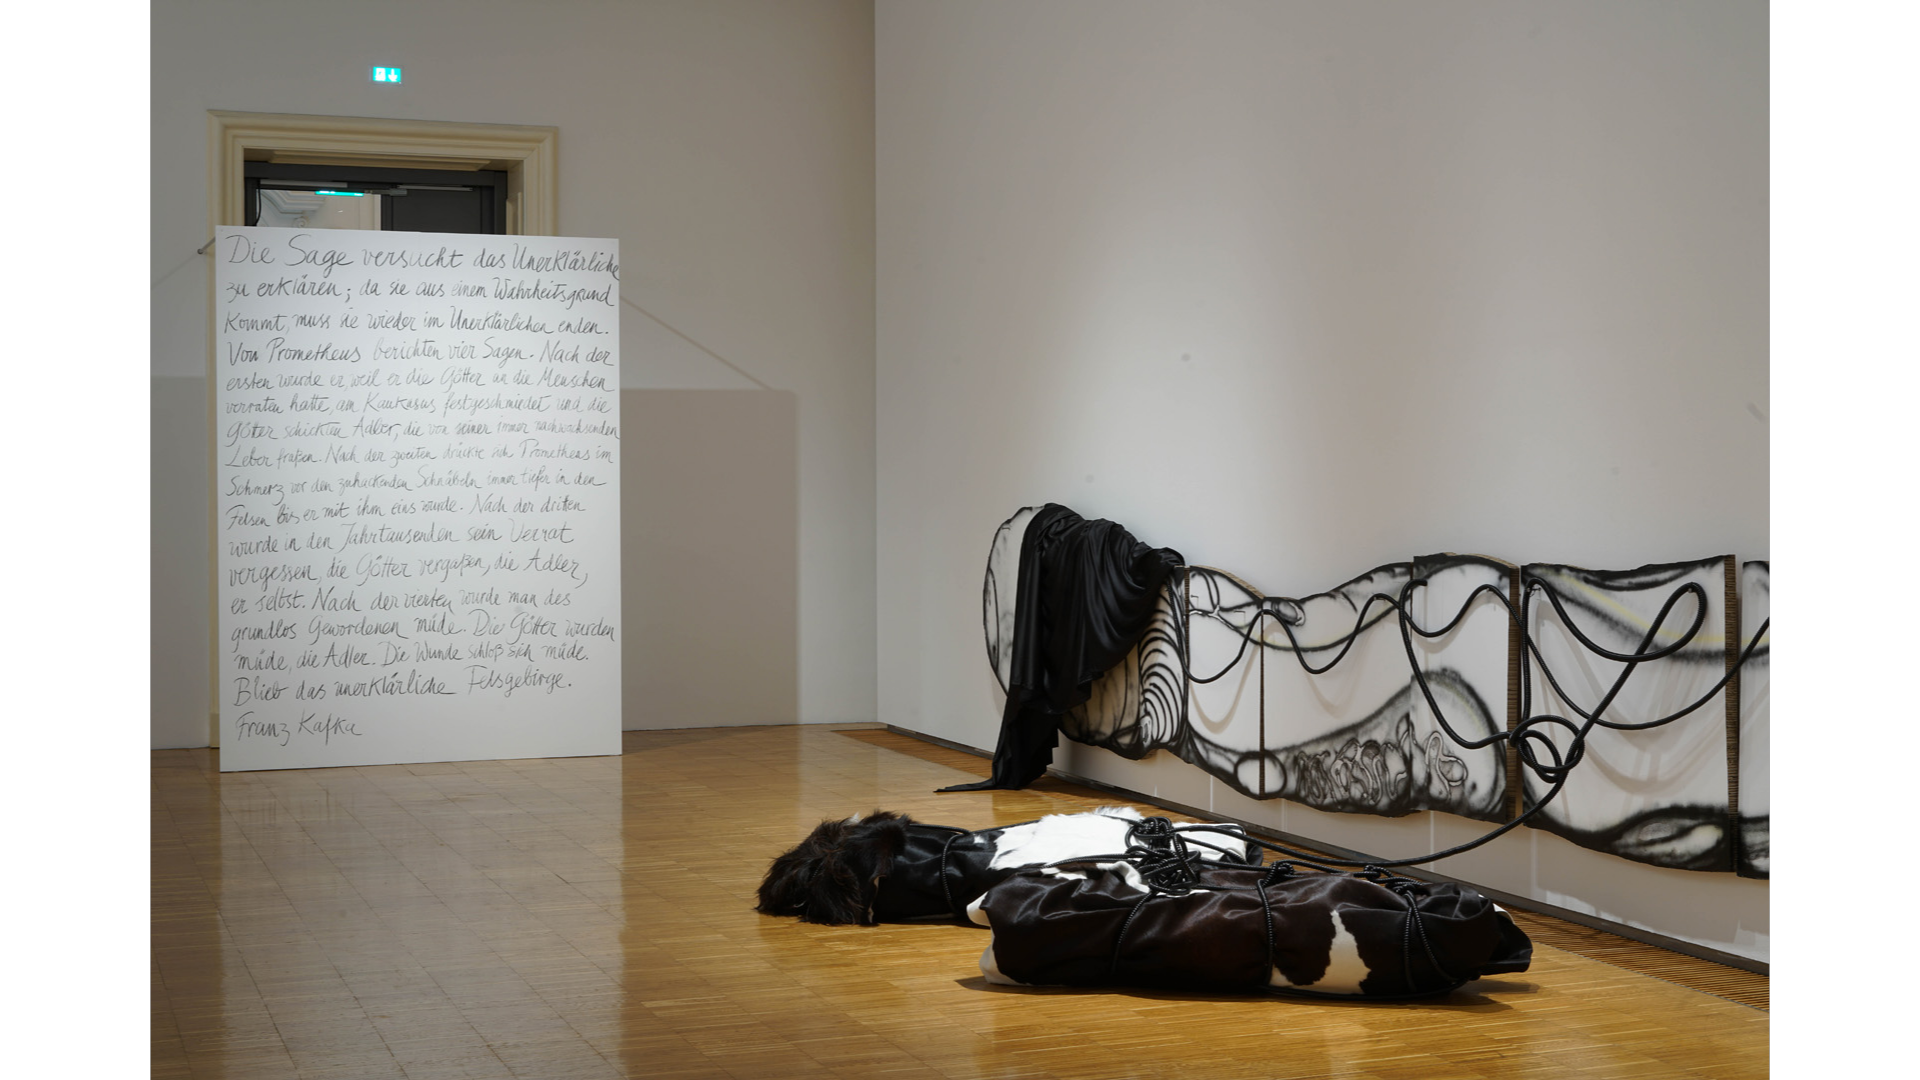 Die Sage versucht das Unerklärliche
zu erklären; da sie aus einem Wahrheitsgrund
kommt, muss sie wieder im Unerklärlichen enden.
Von Prometheus berichten vier Sagen. Nach der
ersten wurde er, weil er die Götter an die Menschen
verraten hatte, am Kaukasus festgeschmiedet und die
Götter schickten Adler, die von seiner immer nachwachsenden
Leber fraßen. Nach der zweiten drückte sich Prometheus im
Schmerz vor den zuhackenden Schnäbeln immer tiefer in den
Felsen bis er mit ihm eins wurde. Nach der dritten
wurde in den Jahrtausenden sein Verrat
vergessen, die Götter vergaßen, die Adler,
er selbst. Nach der vierten wurde man des
grundlos Gewordenen müde. Die Götter wurden
müde, die Adler. Die Wunde schloß sich müde.
Blieb das unerklärliche Felsgebirge.
Franz Kafka